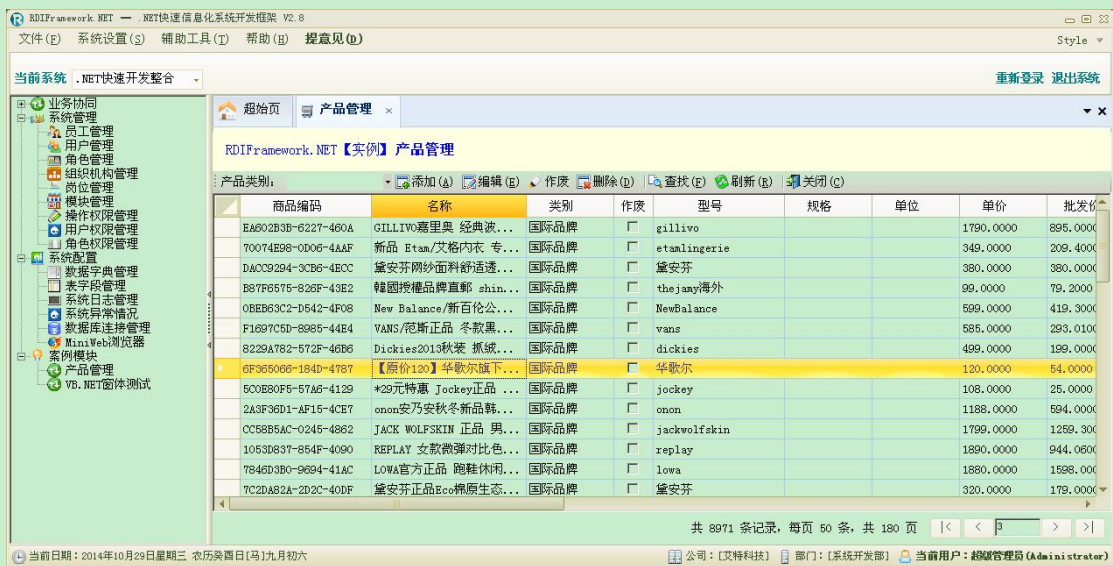 RDIFramework.NET — .NET快速信息化系统开发框架 V2.8
文件(F) 系统设置(S) 辅助工具(T) 帮助(H) 提意见(D) Style
当前系统 .NET快速开发整合 重新登录 退出系统
业务协同
系统管理
员工管理
用户管理
角色管理
组织机构管理
岗位管理
模块管理
操作权限管理
用户权限管理
角色权限管理
系统配置
数据字典管理
表字段管理
系统日志管理
系统异常情况
数据库连接管理
MiniWeb浏览器
案例模块
产品管理
VB.NET窗体测试
超始页 产品管理 ×
RDIFramework.NET【实例】产品管理
产品类别: 添加(A) 编辑(E) 作废 删除(D) 查找(F) 刷新(R) 关闭(C)
商品编码 名称 类别 作废 型号 规格 单位 单价 批发价
EA602B3B-6227-460A GILLIVO嘉里奥 经典波... 国际品牌 gillivo 1790.0000 895.000
70074E98-0D06-4AAF 新品 Etam/艾格内衣 专... 国际品牌 etamlingerie 349.0000 209.4000
DACC9294-3CB6-4ECC 黛安芬网纱面料舒适透... 国际品牌 黛安芬 380.0000 380.0000
B87F6575-826F-43E2 韓國授權品牌直郵 shin... 国际品牌 thejamy海外 99.0000 79.2000
0BEB63C2-D542-4F08 New Balance/新百伦公... 国际品牌 NewBalance 599.0000 419.3000
F1697C5D-8985-44E4 VANS/范斯正品 冬款黑... 国际品牌 vans 585.0000 293.0100
8229A782-572F-46B6 Dickies2013秋装 抓绒... 国际品牌 dickies 499.0000 199.0000
6F365066-184D-4787 【原价120】华歌尔旗下... 国际品牌 华歌尔 120.0000 54.0000
5C0E80F5-57A6-4129 *29元特惠 Jockey正品 ... 国际品牌 jockey 108.0000 25.0000
2A3F36D1-AF15-4CE7 onon安乃安秋冬新品韩... 国际品牌 onon 1188.0000 594.0000
CC58B5AC-0245-4862 JACK WOLFSKIN 正品 男... 国际品牌 jackwolfskin 1799.0000 1259.300
1053D837-854F-4090 REPLAY 女款微弹对比色... 国际品牌 replay 1890.0000 944.0600
7846D3B0-9694-41AC LOWA官方正品 跑鞋休闲... 国际品牌 lowa 1880.0000 1598.000
7C2DA82A-2D2C-40DF 黛安芬正品Eco棉原生态... 国际品牌 黛安芬 320.0000 179.0000
共 8971 条记录，每页 50 条，共 180 页 |< < 3 > >|
当前日期：2014年10月29日星期三 农历癸酉日[马]九月初六 公司：[艾特科技] 部门：[系统开发部] 当前用户：超级管理员(Administrator)